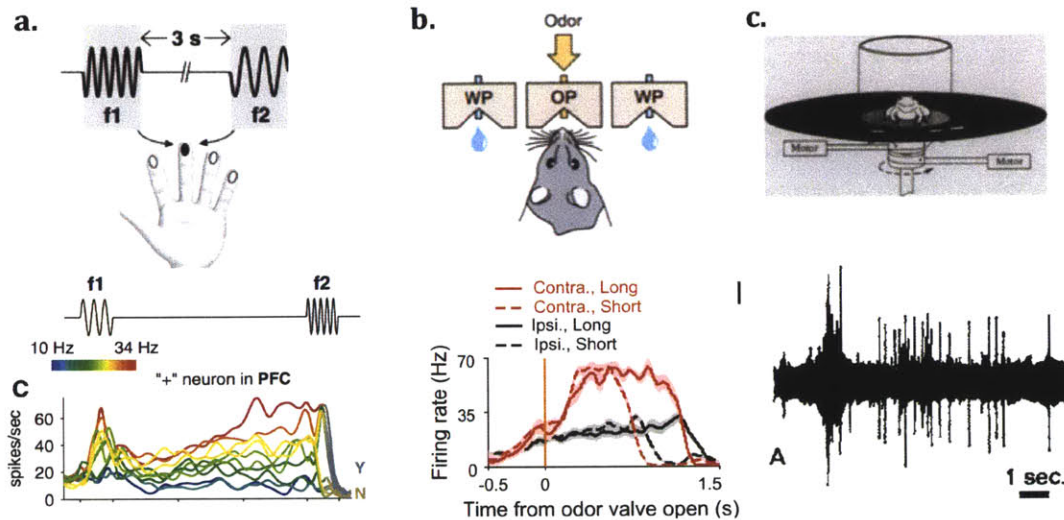 a.
3 s
f1
f2
f1
f2
10 Hz
34 Hz
"+" neuron in PFC
C
spikes/sec
60
40
20
0
Y
N
b.
Odor
WP
OP
WP
Contra., Long
Contra., Short
Ipsi., Long
Ipsi., Short
Firing rate (Hz)
70
35
0
-0.5
0
1.5
Time from odor valve open (s)
c.
Motor
Motor
A
1 sec.